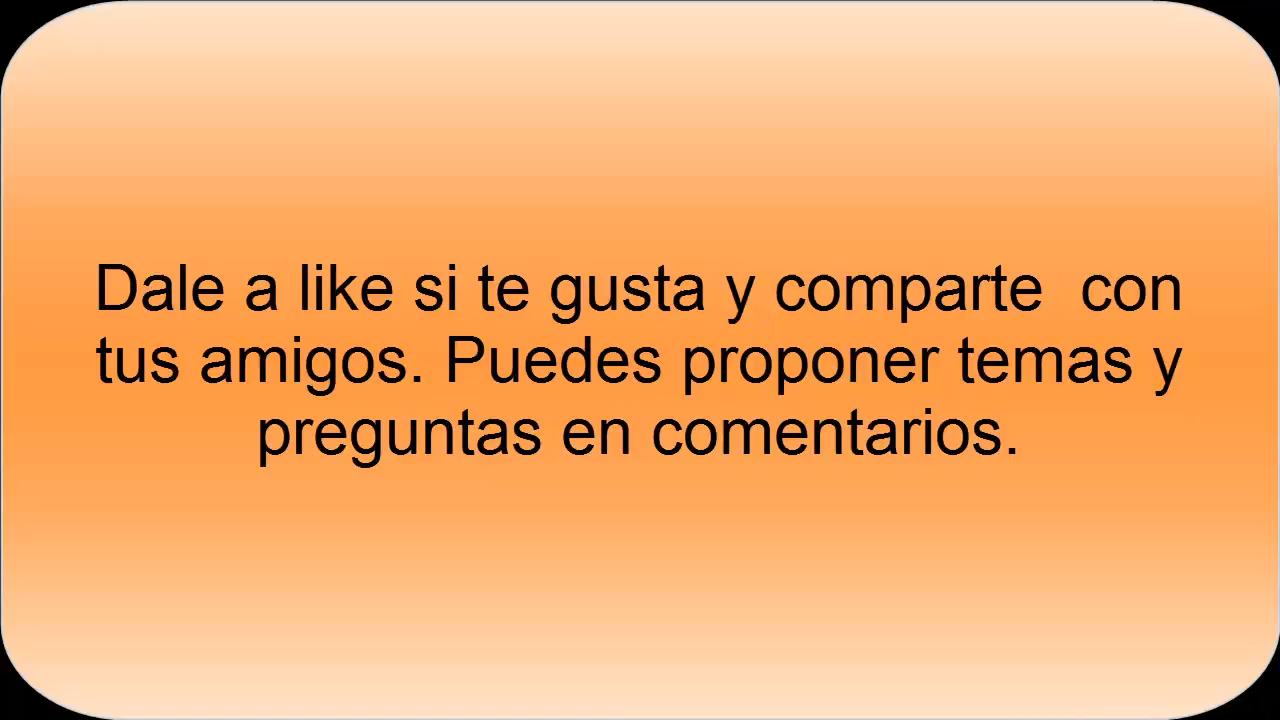 Dale a like si te gusta y comparte  con
tus amigos. Puedes proponer temas y
preguntas en comentarios.